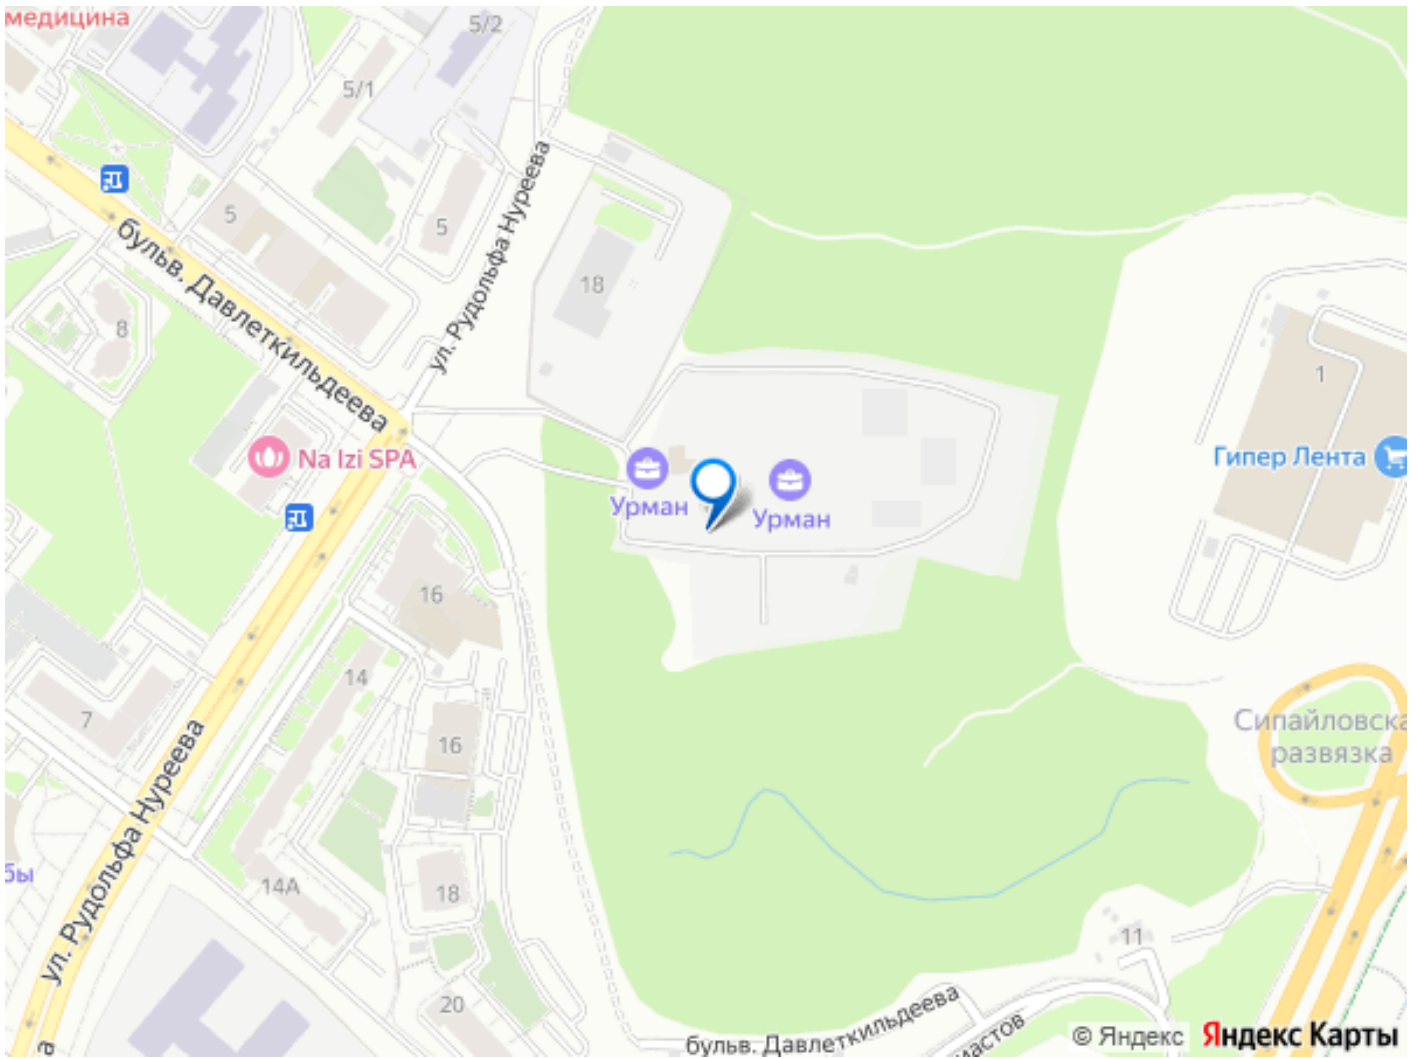 медицина
5/2
5/1
5
5
бульв. Давлеткильдеева
ул. Рудольфа Нуреева
18
8
1
Na Izi SPA
Гипер Лента
Урман
Урман
16
14
Сипайловска
развязка
7
16
ул. Рудольфа Нуреева
бы
14А
18
11
20
бульв. Давлеткильдеева
мастов
а
© Яндекс Яндекс Карты